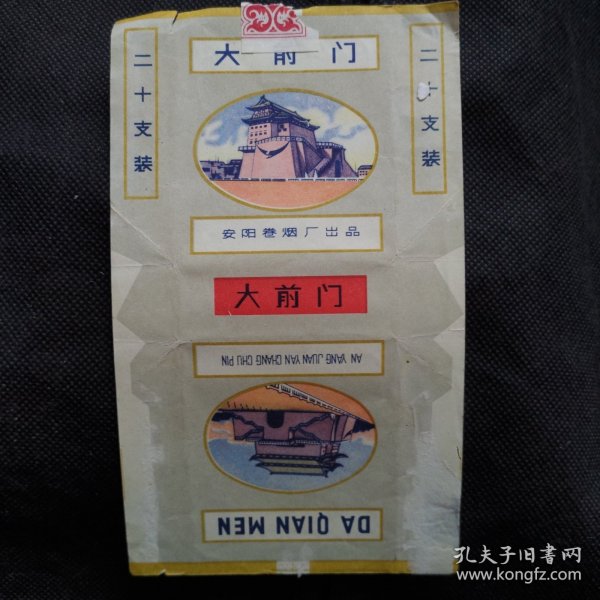 大前门
二十支装
二十支装
安阳卷烟厂出品
大前门
AN YANG JUAN YAN CHANG CHU PIN
DA QIAN MEN
孔夫子旧书网
www.kongfz.com